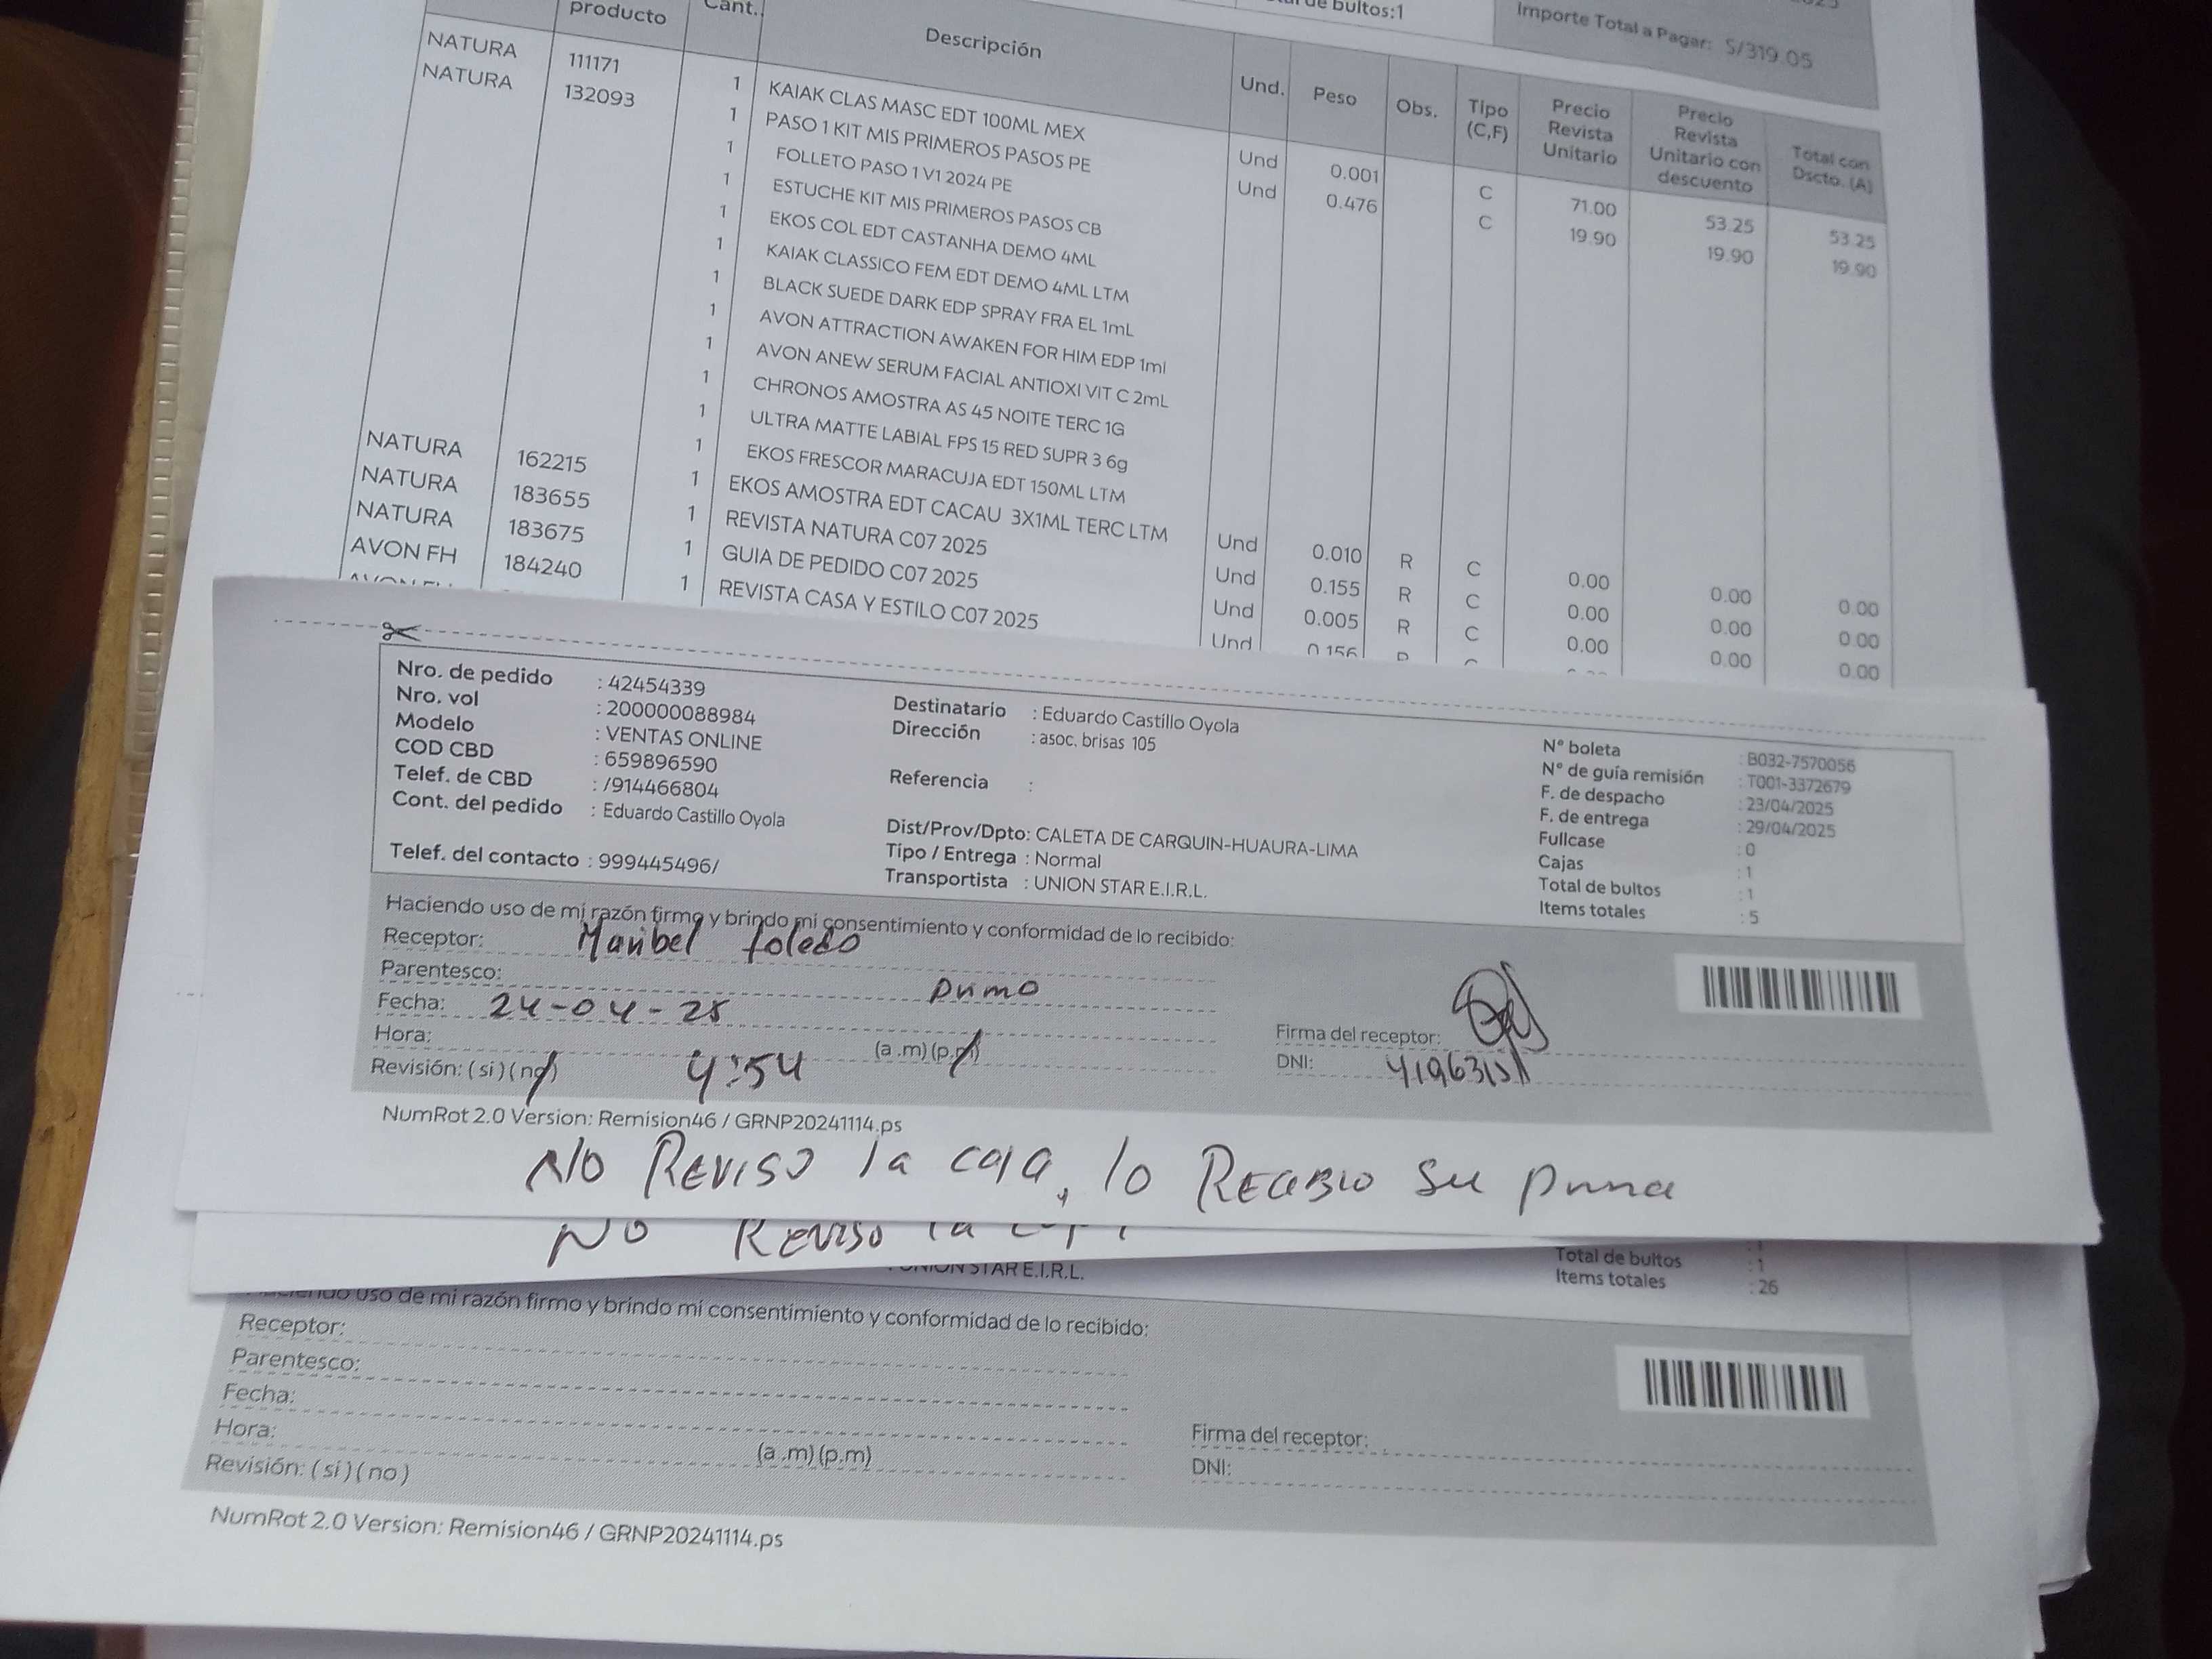 de bultos:1
Importe Total a Pagar: S/319.05
producto Cant. Descripción Und. Peso Obs. Tipo (C,F) Precio Revista Unitario Precio Revista Unitario con descuento Total con Dscto. (A)
NATURA 111171 1 KAIAK CLAS MASC EDT 100ML MEX Und 0.001 C 71.00 53.25 53.25
NATURA 132093 1 PASO 1 KIT MIS PRIMEROS PASOS PE Und 0.476 C 19.90 19.90 19.90
1 FOLLETO PASO 1 V1 2024 PE
1 ESTUCHE KIT MIS PRIMEROS PASOS CB
1 EKOS COL EDT CASTANHA DEMO 4ML
1 KAIAK CLASSICO FEM EDT DEMO 4ML LTM
1 BLACK SUEDE DARK EDP SPRAY FRA EL 1mL
1 AVON ATTRACTION AWAKEN FOR HIM EDP 1ml
1 AVON ANEW SERUM FACIAL ANTIOXI VIT C 2mL
1 CHRONOS AMOSTRA AS 45 NOITE TERC 1G
1 ULTRA MATTE LABIAL FPS 15 RED SUPR 3 6g
1 EKOS FRESCOR MARACUJA EDT 150ML LTM
NATURA 162215 1 EKOS AMOSTRA EDT CACAU 3X1ML TERC LTM Und 0.010 R C 0.00 0.00 0.00
NATURA 183655 1 REVISTA NATURA C07 2025 Und 0.155 R C 0.00 0.00 0.00
NATURA 183675 1 GUIA DE PEDIDO C07 2025 Und 0.005 R C 0.00 0.00 0.00
AVON FH 184240 1 REVISTA CASA Y ESTILO C07 2025 Und 0.156
Nro. de pedido : 42454339
Nro. vol : 200000088984
Modelo : VENTAS ONLINE
COD CBD : 659896590
Telef. de CBD : /914466804
Cont. del pedido : Eduardo Castillo Oyola
Telef. del contacto : 999445496/
Destinatario : Eduardo Castillo Oyola
Dirección : asoc. brisas 105
Referencia :
Dist/Prov/Dpto: CALETA DE CARQUIN-HUAURA-LIMA
Tipo / Entrega : Normal
Transportista : UNION STAR E.I.R.L.
N° boleta : B032-7570056
N° de guía remisión : T001-3372679
F. de despacho : 23/04/2025
F. de entrega : 29/04/2025
Fullcase : 0
Cajas : 1
Total de bultos : 1
Items totales : 5
Haciendo uso de mi razón firmo y brindo mi consentimiento y conformidad de lo recibido:
Receptor: Maribel toledo
Parentesco: primo
Fecha: 24-04-25
Hora: 4:54 (a.m) (p.m)
Revisión: (si) (no)
Firma del receptor:
DNI:
NumRot 2.0 Version: Remision46 / GRNP20241114.ps
NO REVISO la caja, lo RECIBIO su prima
NO REVISO la
UNION STAR E.I.R.L.
Total de bultos : 1
Items totales : 26
Haciendo uso de mi razón firmo y brindo mi consentimiento y conformidad de lo recibido:
Receptor:
Parentesco:
Fecha:
Hora: (a.m) (p.m)
Revisión: (si) (no)
Firma del receptor:
DNI:
NumRot 2.0 Version: Remision46 / GRNP20241114.ps